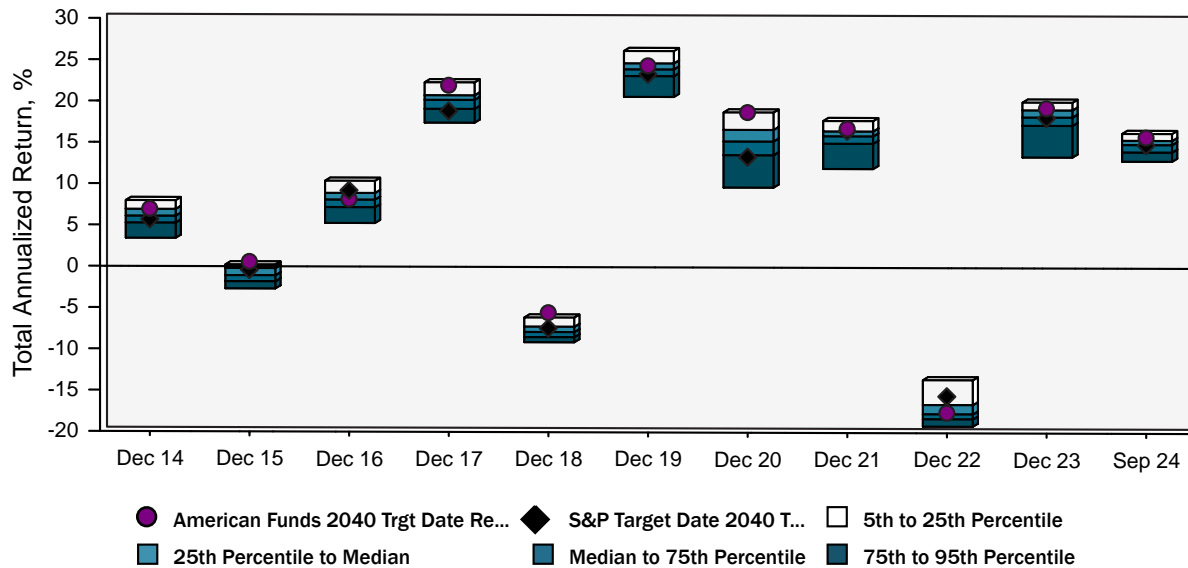 Total Annualized Return, %
30
25
20
15
10
5
0
-5
-10
-15
-20
Dec 14 Dec 15 Dec 16 Dec 17 Dec 18 Dec 19 Dec 20 Dec 21 Dec 22 Dec 23 Sep 24
American Funds 2040 Trgt Date Re... S&P Target Date 2040 T... 5th to 25th Percentile
25th Percentile to Median Median to 75th Percentile 75th to 95th Percentile